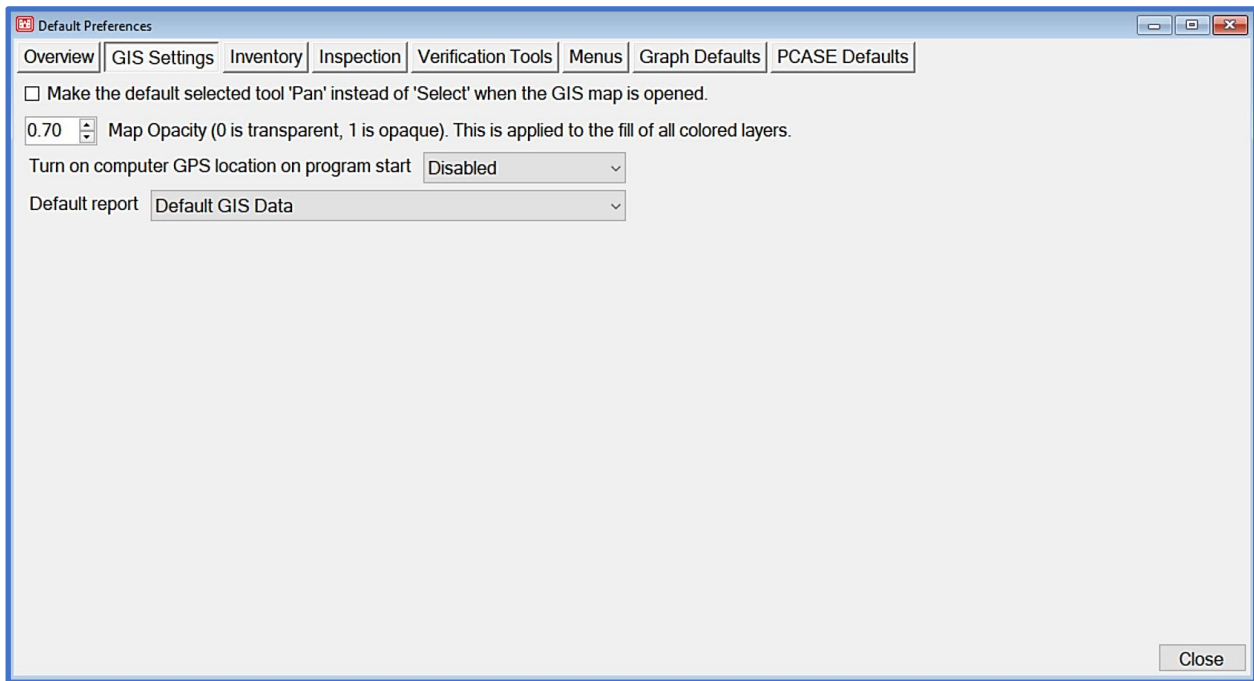 Default Preferences
Overview GIS Settings Inventory Inspection Verification Tools Menus Graph Defaults PCASE Defaults
Make the default selected tool 'Pan' instead of 'Select' when the GIS map is opened.
0.70 Map Opacity (0 is transparent, 1 is opaque). This is applied to the fill of all colored layers.
Turn on computer GPS location on program start Disabled
Default report Default GIS Data
Close